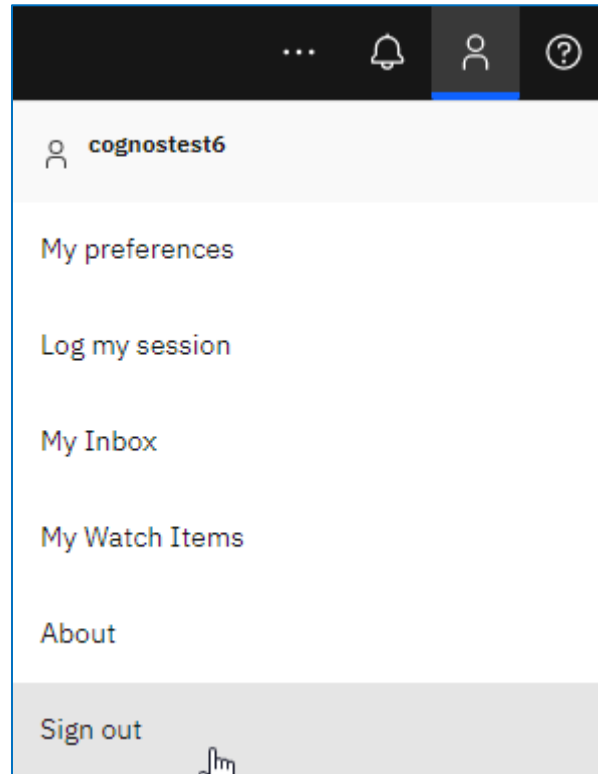 cognostest6
My preferences
Log my session
My Inbox
My Watch Items
About
Sign out